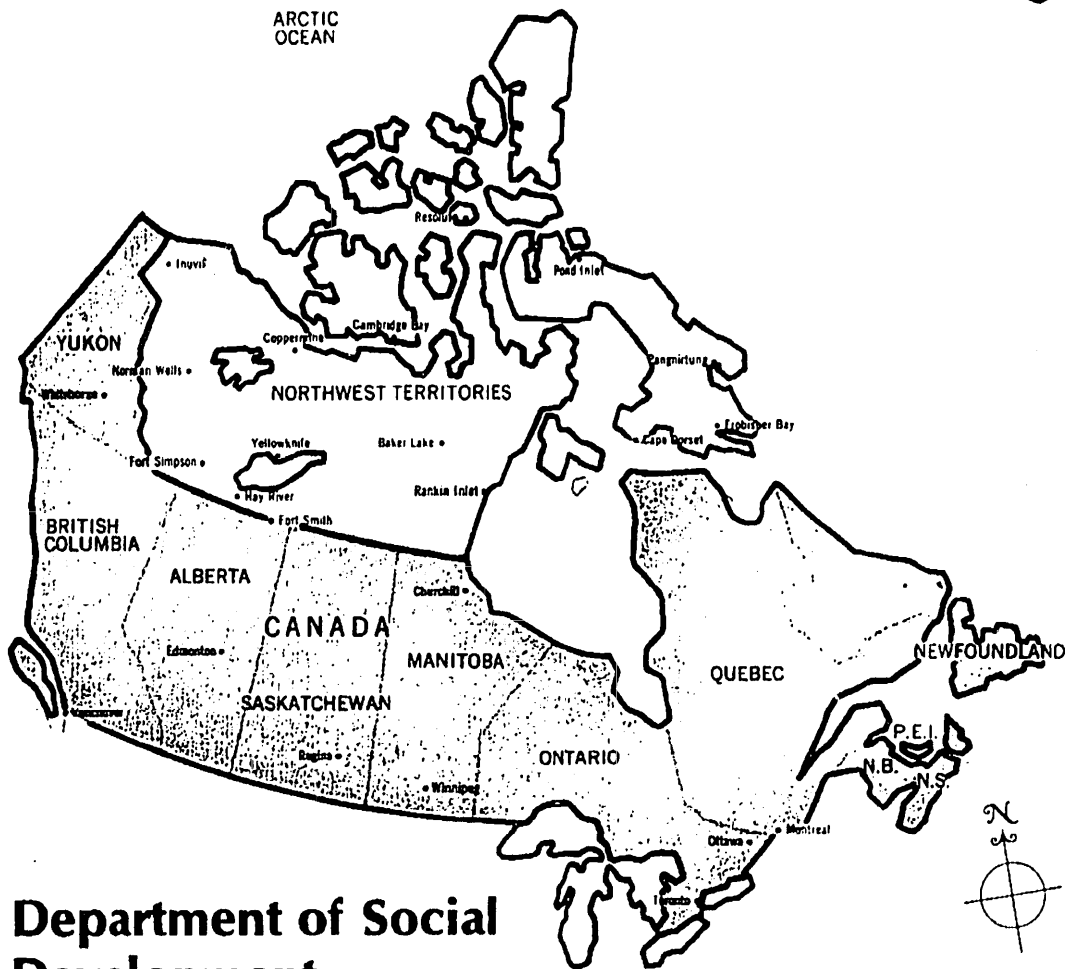 ARCTIC
OCEAN
Resolute
Inuvis
Pond Inlet
Cambridge Bay
Coppermine
YUKON
Pangnirtung
Norman Wells
NORTHWEST TERRITORIES
Whitehorse
Frobisher Bay
Cape Dorset
Baker Lake
Yellowknife
Fort Simpson
Rankin Inlet
Hay River
Fort Smith
BRITISH
COLUMBIA
ALBERTA
Churchill
CANADA
Edmonton
MANITOBA
NEWFOUNDLAND
QUEBEC
SASKATCHEWAN
P.E.I.
Regina
ONTARIO
N.B.
N.S.
Winnipeg
N
Montreal
Ottawa
Toronto
Department of Social
Development